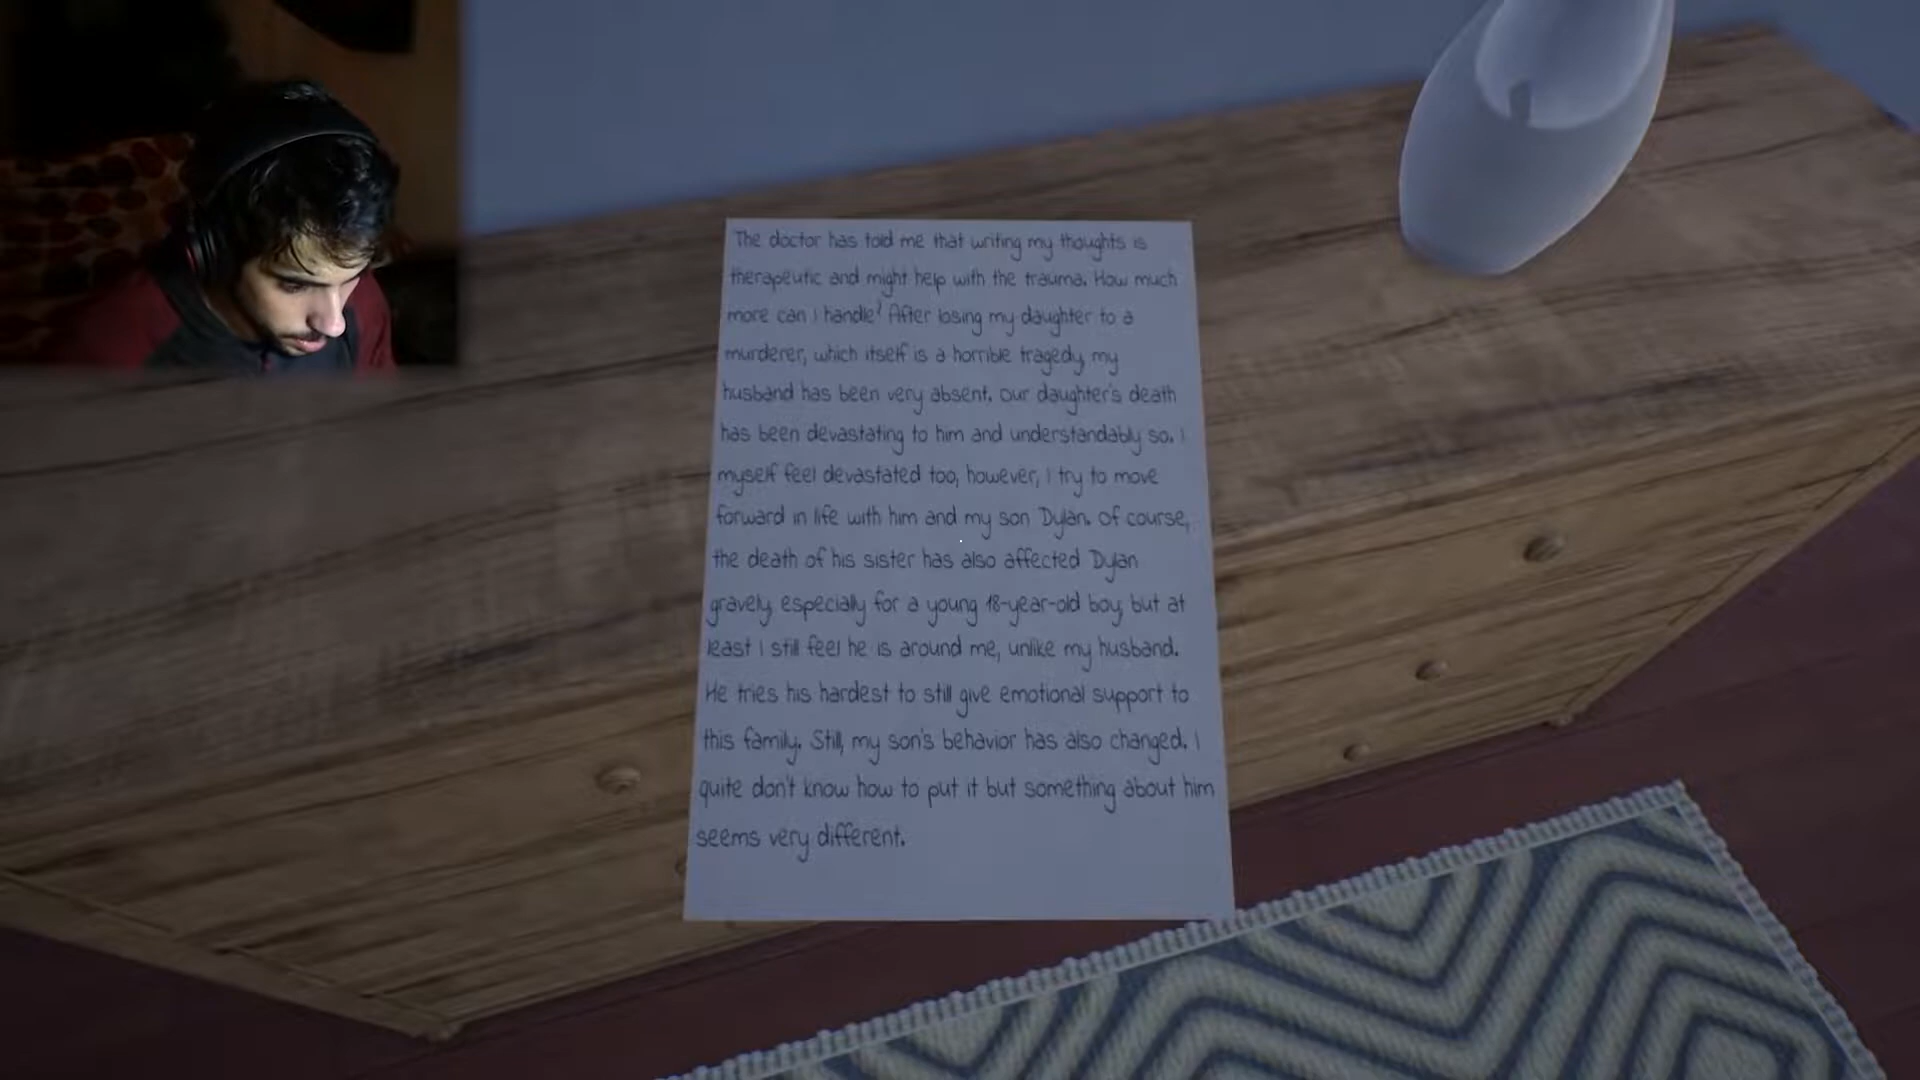 The doctor has told me that writing my thoughts is
therapeutic and might help with the trauma. How much
more can I handle? After losing my daughter to a
murderer, which itself is a horrible tragedy, my
husband has been very absent. Our daughter's death
has been devastating to him and understandably so. I
myself feel devastated too, however, I try to move
forward in life with him and my son Dylan. Of course,
the death of his sister has also affected Dylan
gravely, especially for a young 18-year-old boy, but at
least I still feel he is around me, unlike my husband.
He tries his hardest to still give emotional support to
this family. Still, my son's behavior has also changed. I
quite don't know how to put it but something about him
seems very different.